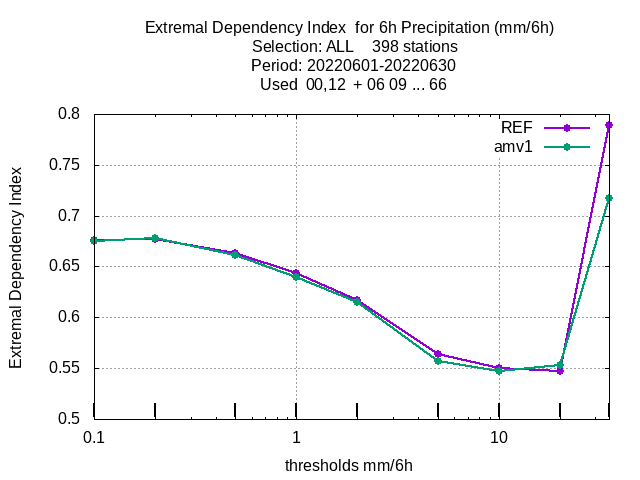 Extremal Dependency Index  for 6h Precipitation (mm/6h)
Selection: ALL    398 stations
Period: 20220601-20220630
Used  00,12  + 06 09 ... 66
REF
amv1
Extremal Dependency Index
0.8
0.75
0.7
0.65
0.6
0.55
0.5
0.1 1 10
thresholds mm/6h